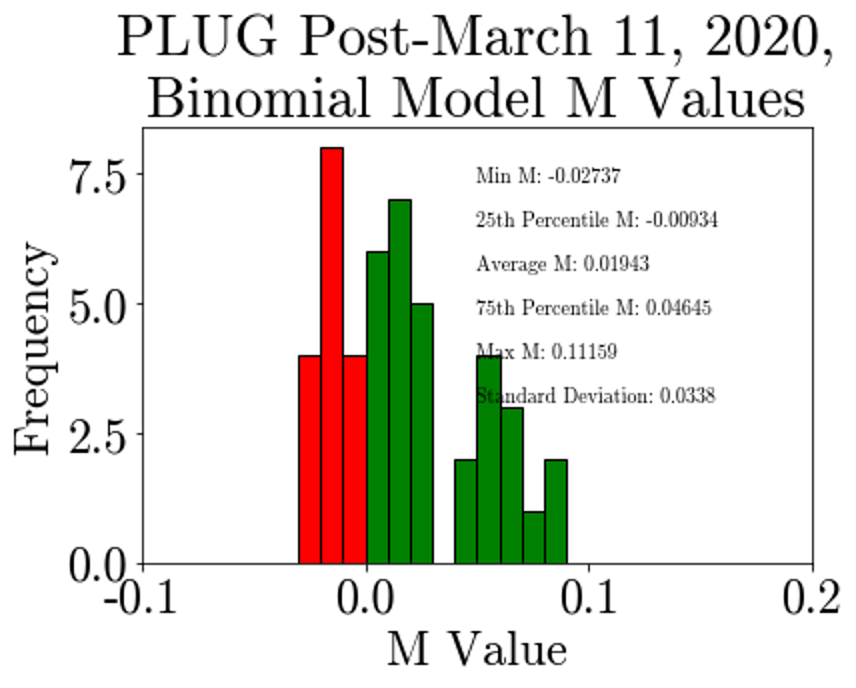 PLUG Post-March 11, 2020,
Binomial Model M Values
7.5
5.0
2.5
0.0
Frequency
Min M: -0.02737
25th Percentile M: -0.00934
Average M: 0.01943
75th Percentile M: 0.04645
Max M: 0.11159
Standard Deviation: 0.0338
-0.1
0.0
0.1
0.2
M Value